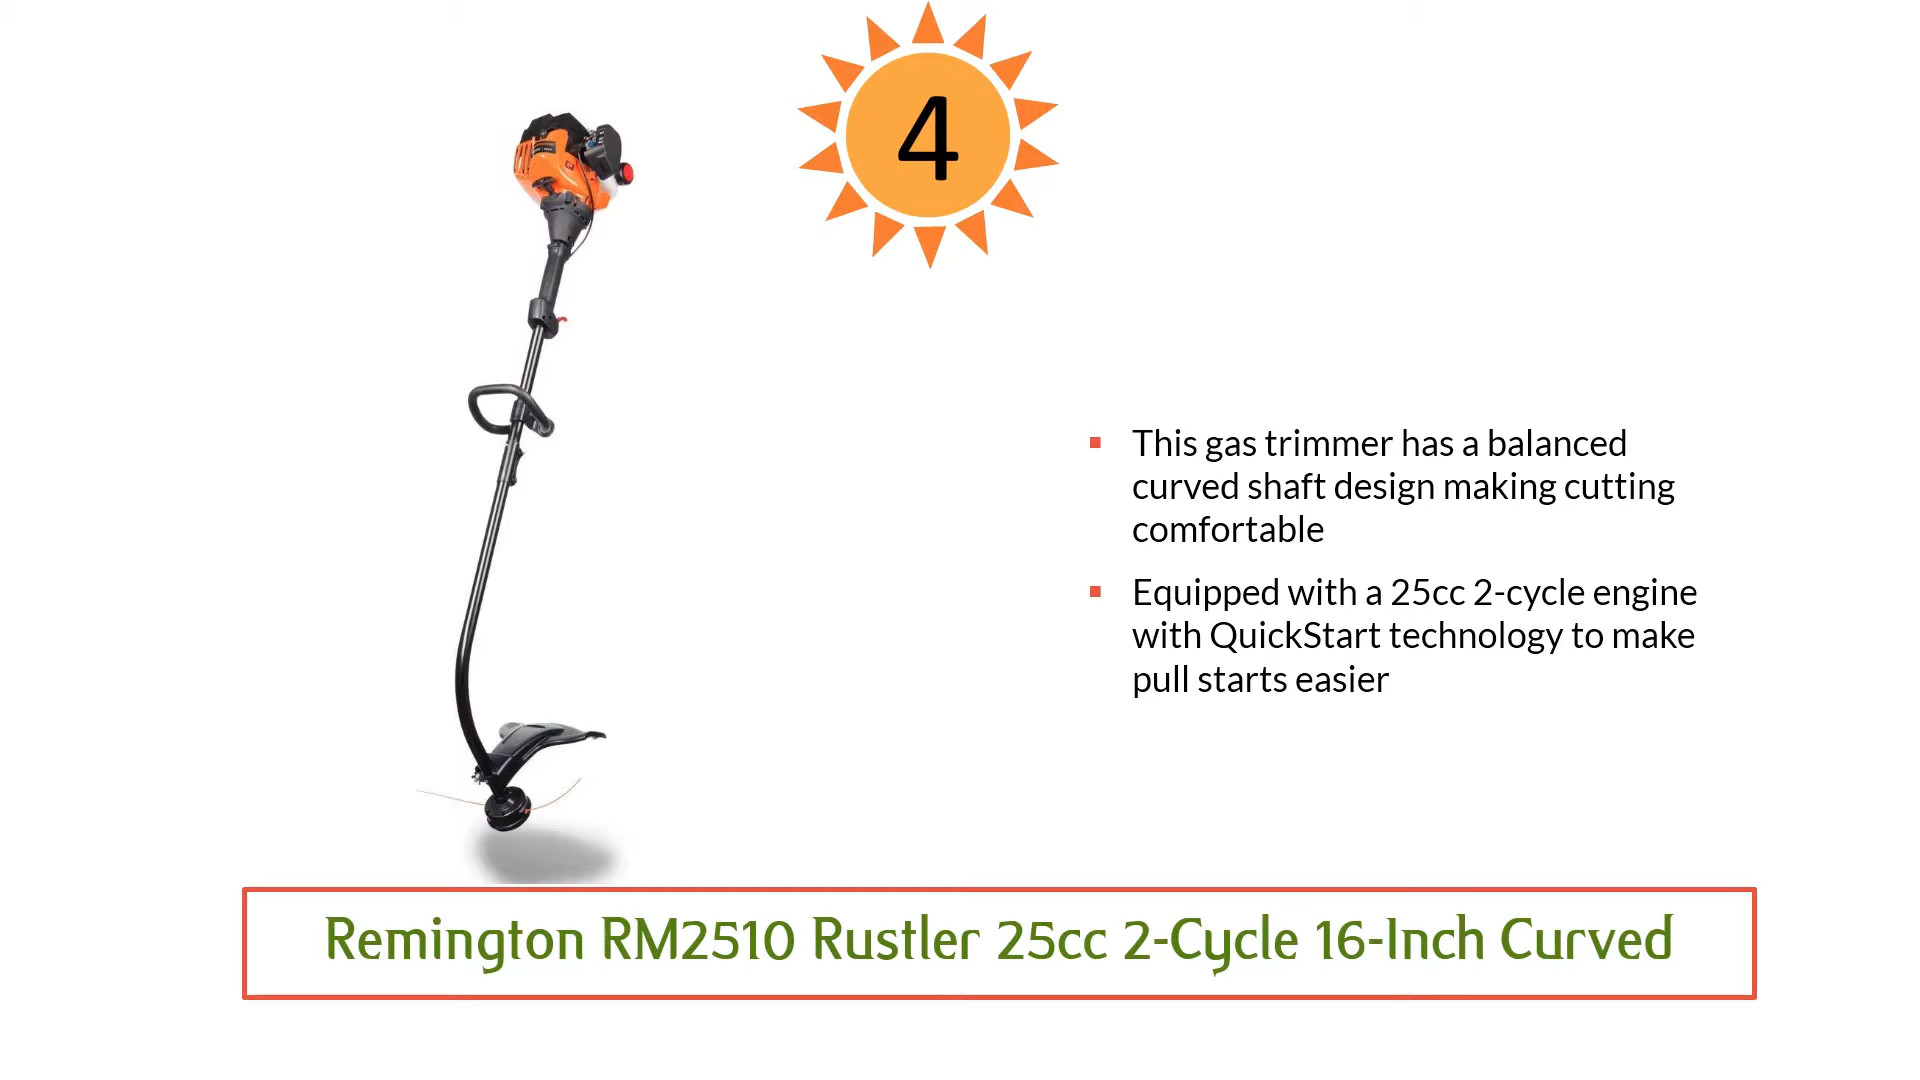 4
This gas trimmer has a balanced
curved shaft design making cutting
comfortable
Equipped with a 25cc 2-cycle engine
with QuickStart technology to make
pull starts easier
Remington RM2510 Rustler 25cc 2-Cycle 16-Inch Curved